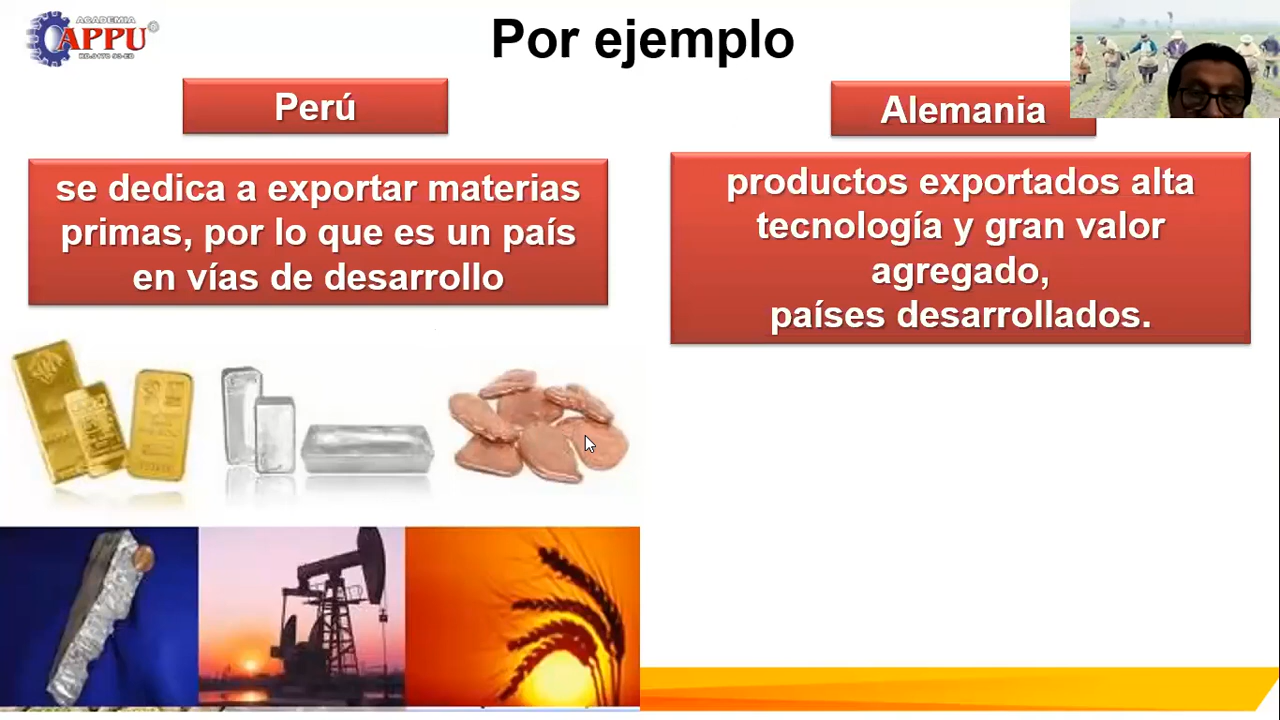 ACADEMIA
APPU
Por ejemplo
Perú
Alemania
se dedica a exportar materias
primas, por lo que es un país
en vías de desarrollo
productos exportados alta
tecnología y gran valor
agregado,
países desarrollados.